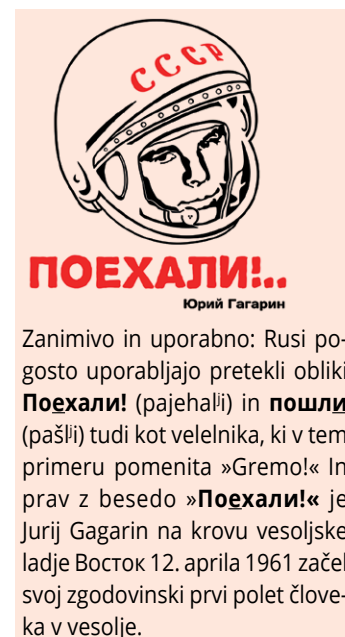 СССР
ПОЕХАЛИ!..
Юрий Гагарин
Zanimivo in uporabno: Rusi po-
gosto uporabljajo pretekli obliki
Поехали! (pajehalʲi) in пошли
(pašlʲi) tudi kot velelnika, ki v tem
primeru pomenita »Gremo!« In
prav z besedo »Поехали!« je
Jurij Gagarin na krovu vesoljske
ladje Восток 12. aprila 1961 začel
svoj zgodovinski prvi polet člove-
ka v vesolje.